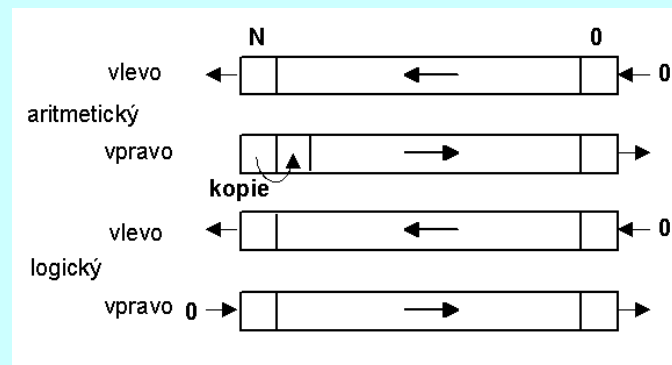 N 0
vlevo 0
aritmetický
vpravo
kopie
vlevo 0
logický
vpravo 0